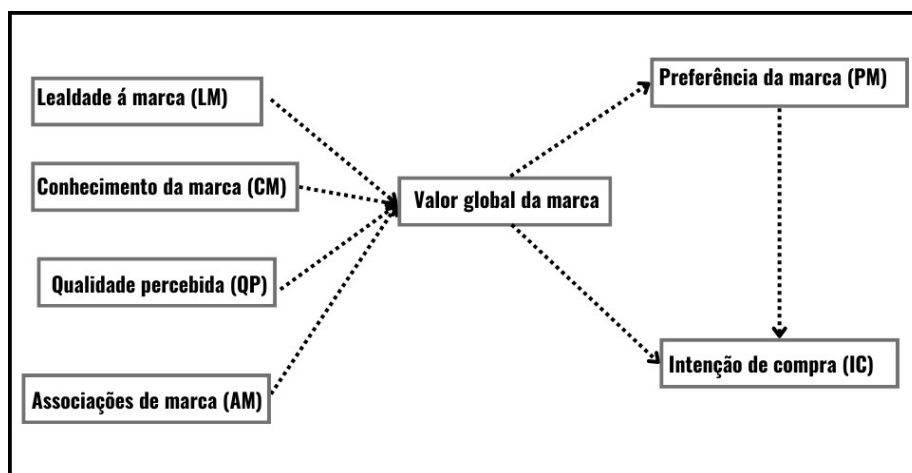 Lealdade á marca (LM)
Conhecimento da marca (CM)
Qualidade percebida (QP)
Associações de marca (AM)
Valor global da marca
Preferência da marca (PM)
Intenção de compra (IC)